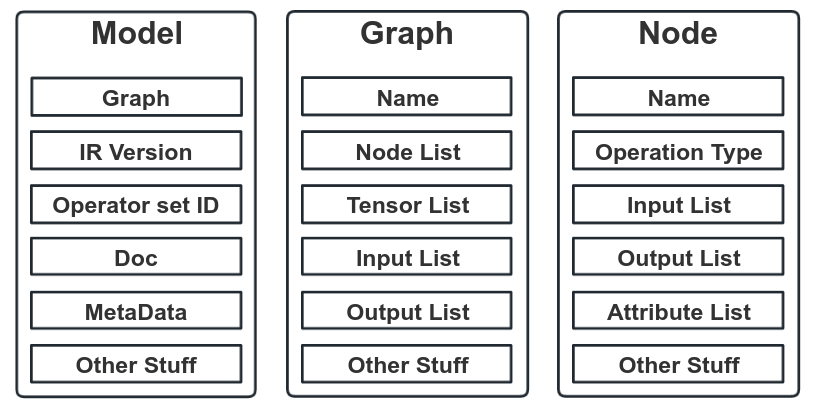 Model
Graph
IR Version
Operator set ID
Doc
MetaData
Other Stuff
Graph
Name
Node List
Tensor List
Input List
Output List
Other Stuff
Node
Name
Operation Type
Input List
Output List
Attribute List
Other Stuff